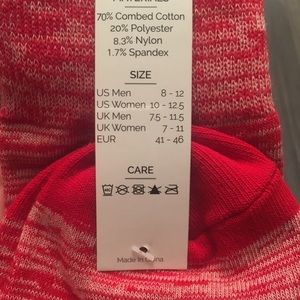 MATERIALS
70% Combed Cotton
20% Polyester
8.3% Nylon
1.7% Spandex
SIZE
US Men 8 - 12
US Women 10 - 12.5
UK Men 7.5 - 11.5
UK Women 7 - 11
EUR 41 - 46
CARE
Made in China